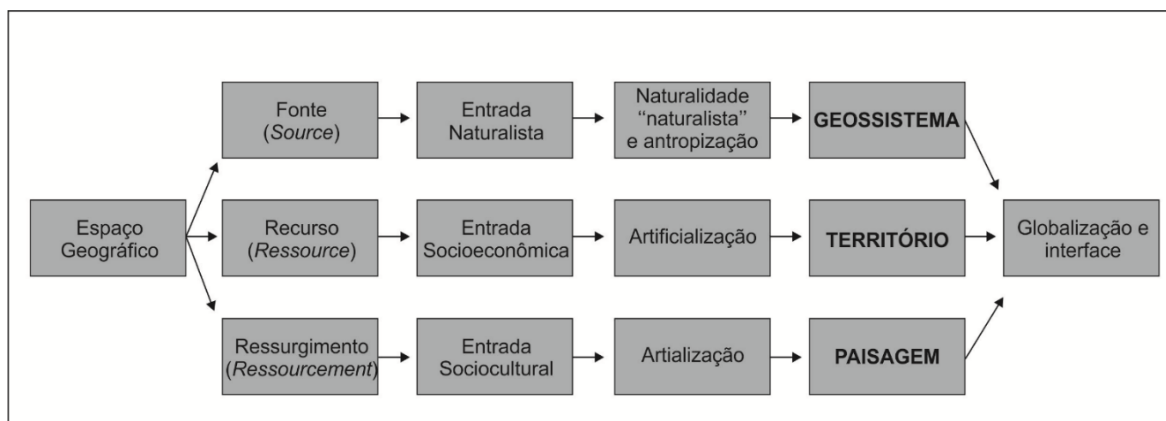 Espaço
Geográfico
Fonte
(Source)
Entrada
Naturalista
Naturalidade
“naturalista”
e antropização
GEOSSISTEMA
Recurso
(Ressource)
Entrada
Socioeconômica
Artificialização
TERRITÓRIO
Ressurgimento
(Ressourcement)
Entrada
Sociocultural
Artialização
PAISAGEM
Globalização e
interface